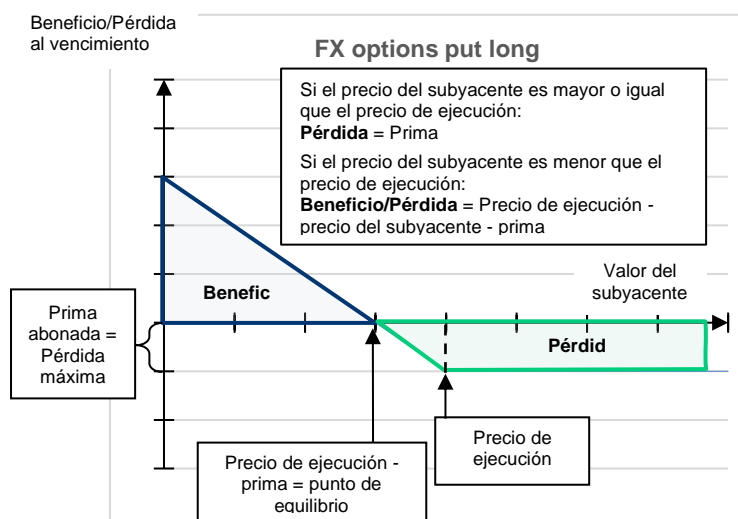 Beneficio/Pérdida
al vencimiento
FX options put long
Si el precio del subyacente es mayor o igual
que el precio de ejecución:
Pérdida = Prima
Si el precio del subyacente es menor que el
precio de ejecución:
Beneficio/Pérdida = Precio de ejecución -
precio del subyacente - prima
Valor del
subyacente
Benefic
Prima
abonada =
Pérdida
máxima
Pérdid
Precio de
ejecución
Precio de ejecución -
prima = punto de
equilibrio